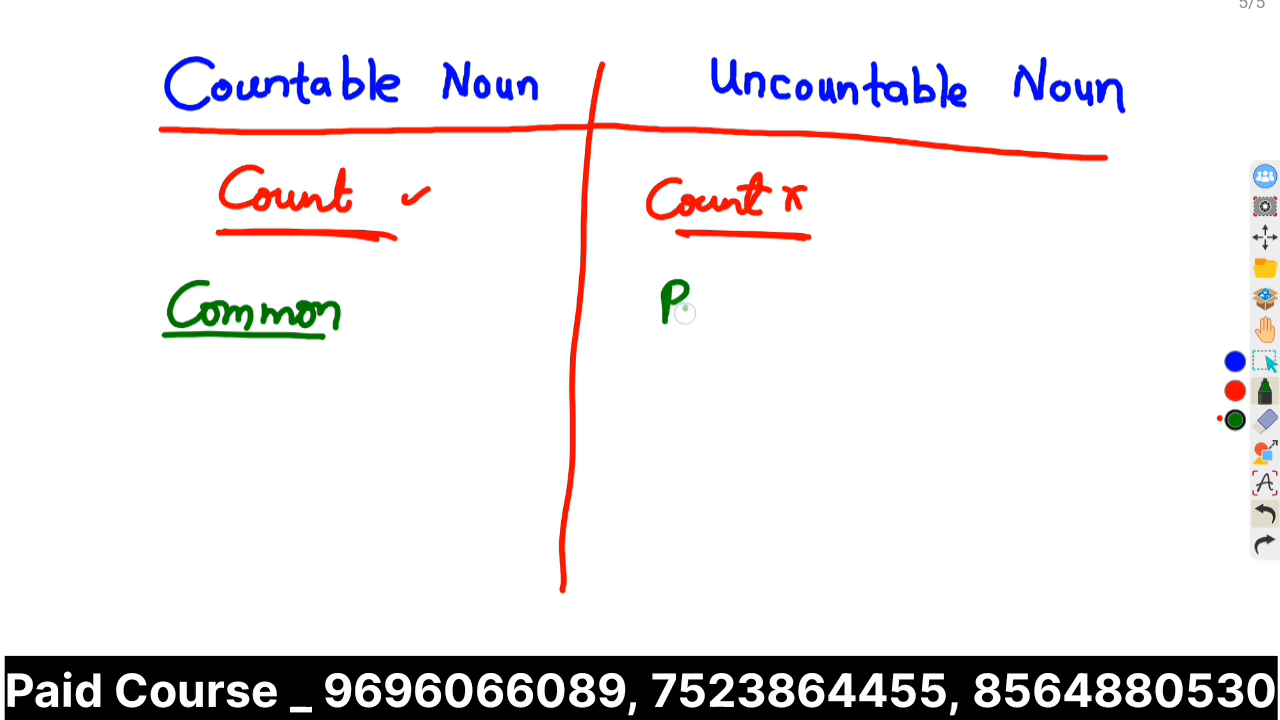 5/5
Countable Noun Uncountable Noun
Count ✓ Count ×
Common P
Paid Course _ 9696066089, 7523864455, 8564880530